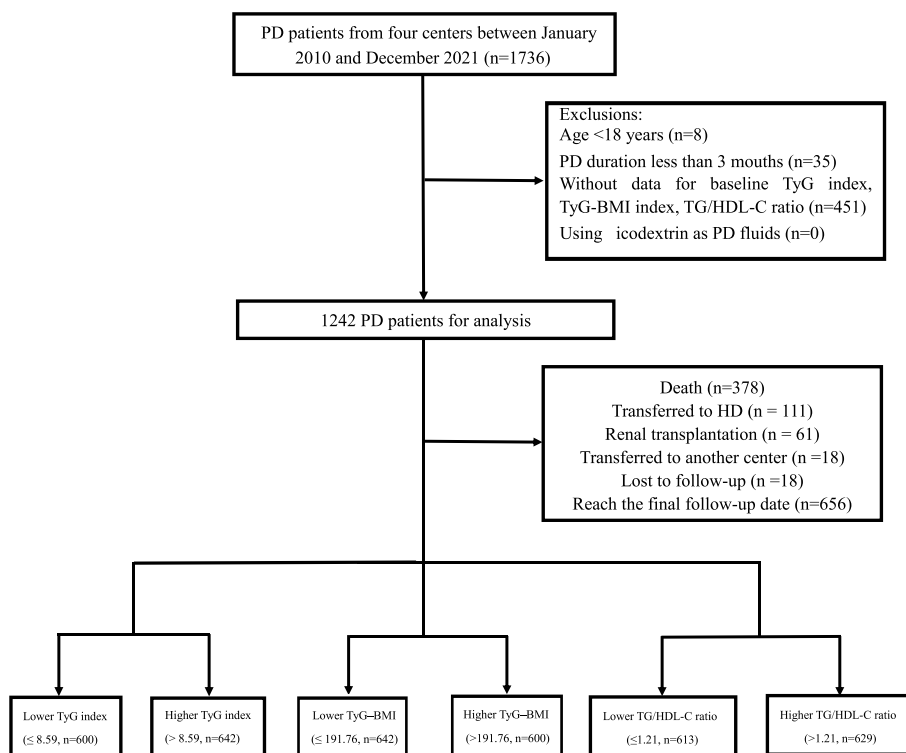 PD patients from four centers between January
2010 and December 2021 (n=1736)
Exclusions:
Age <18 years (n=8)
PD duration less than 3 mouths (n=35)
Without data for baseline TyG index,
TyG-BMI index, TG/HDL-C ratio (n=451)
Using icodextrin as PD fluids (n=0)
1242 PD patients for analysis
Death (n=378)
Transferred to HD (n = 111)
Renal transplantation (n = 61)
Transferred to another center (n =18)
Lost to follow-up (n =18)
Reach the final follow-up date (n=656)
Lower TyG index
(≤ 8.59, n=600)
Higher TyG index
(> 8.59, n=642)
Lower TyG–BMI
(≤ 191.76, n=642)
Higher TyG–BMI
(>191.76, n=600)
Lower TG/HDL-C ratio
(≤1.21, n=613)
Higher TG/HDL-C ratio
(>1.21, n=629)